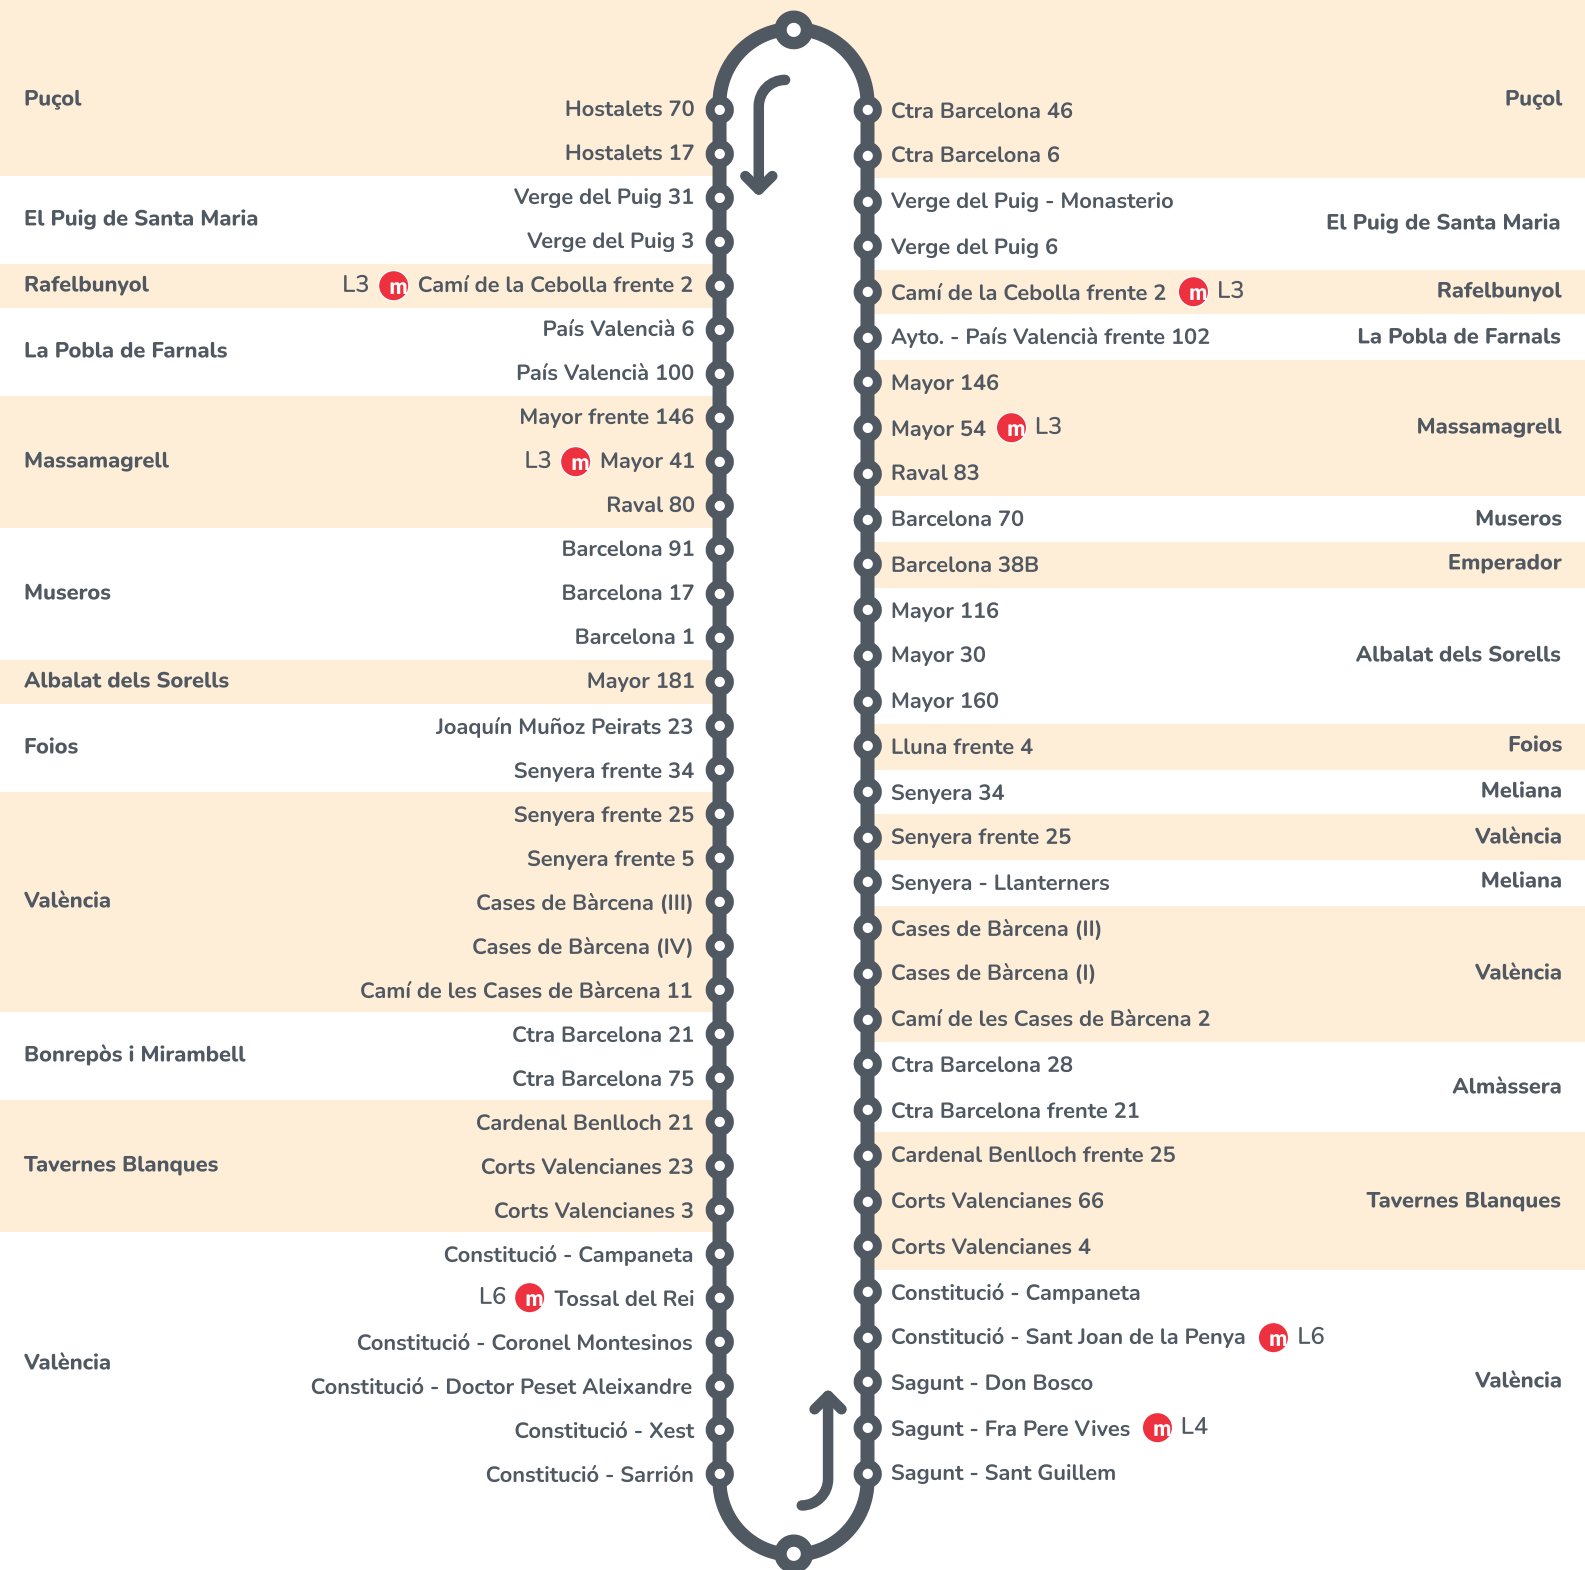 Puçol
Hostalets 70
Hostalets 17
El Puig de Santa Maria
Verge del Puig 31
Verge del Puig 3
Rafelbunyol
L3 m Camí de la Cebolla frente 2
La Pobla de Farnals
País Valencià 6
País Valencià 100
Massamagrell
Mayor frente 146
L3 m Mayor 41
Raval 80
Museros
Barcelona 91
Barcelona 17
Barcelona 1
Albalat dels Sorells
Mayor 181
Foios
Joaquín Muñoz Peirats 23
Senyera frente 34
València
Senyera frente 25
Senyera frente 5
Cases de Bàrcena (III)
Cases de Bàrcena (IV)
Camí de les Cases de Bàrcena 11
Bonrepòs i Mirambell
Ctra Barcelona 21
Ctra Barcelona 75
Tavernes Blanques
Cardenal Benlloch 21
Corts Valencianes 23
Corts Valencianes 3
València
Constitució - Campaneta
L6 m Tossal del Rei
Constitució - Coronel Montesinos
Constitució - Doctor Peset Aleixandre
Constitució - Xest
Constitució - Sarrión
Puçol
Ctra Barcelona 46
Ctra Barcelona 6
El Puig de Santa Maria
Verge del Puig - Monasterio
Verge del Puig 6
Camí de la Cebolla frente 2 m L3
Rafelbunyol
Ayto. - País Valencià frente 102
La Pobla de Farnals
Mayor 146
Mayor 54 m L3
Massamagrell
Raval 83
Barcelona 70
Museros
Barcelona 38B
Emperador
Mayor 116
Mayor 30
Albalat dels Sorells
Mayor 160
Lluna frente 4
Foios
Senyera 34
Meliana
Senyera frente 25
València
Senyera - Llanterners
Meliana
Cases de Bàrcena (II)
Cases de Bàrcena (I)
València
Camí de les Cases de Bàrcena 2
Ctra Barcelona 28
Almàssera
Ctra Barcelona frente 21
Cardenal Benlloch frente 25
Corts Valencianes 66
Tavernes Blanques
Corts Valencianes 4
Constitució - Campaneta
Constitució - Sant Joan de la Penya m L6
Sagunt - Don Bosco
València
Sagunt - Fra Pere Vives m L4
Sagunt - Sant Guillem